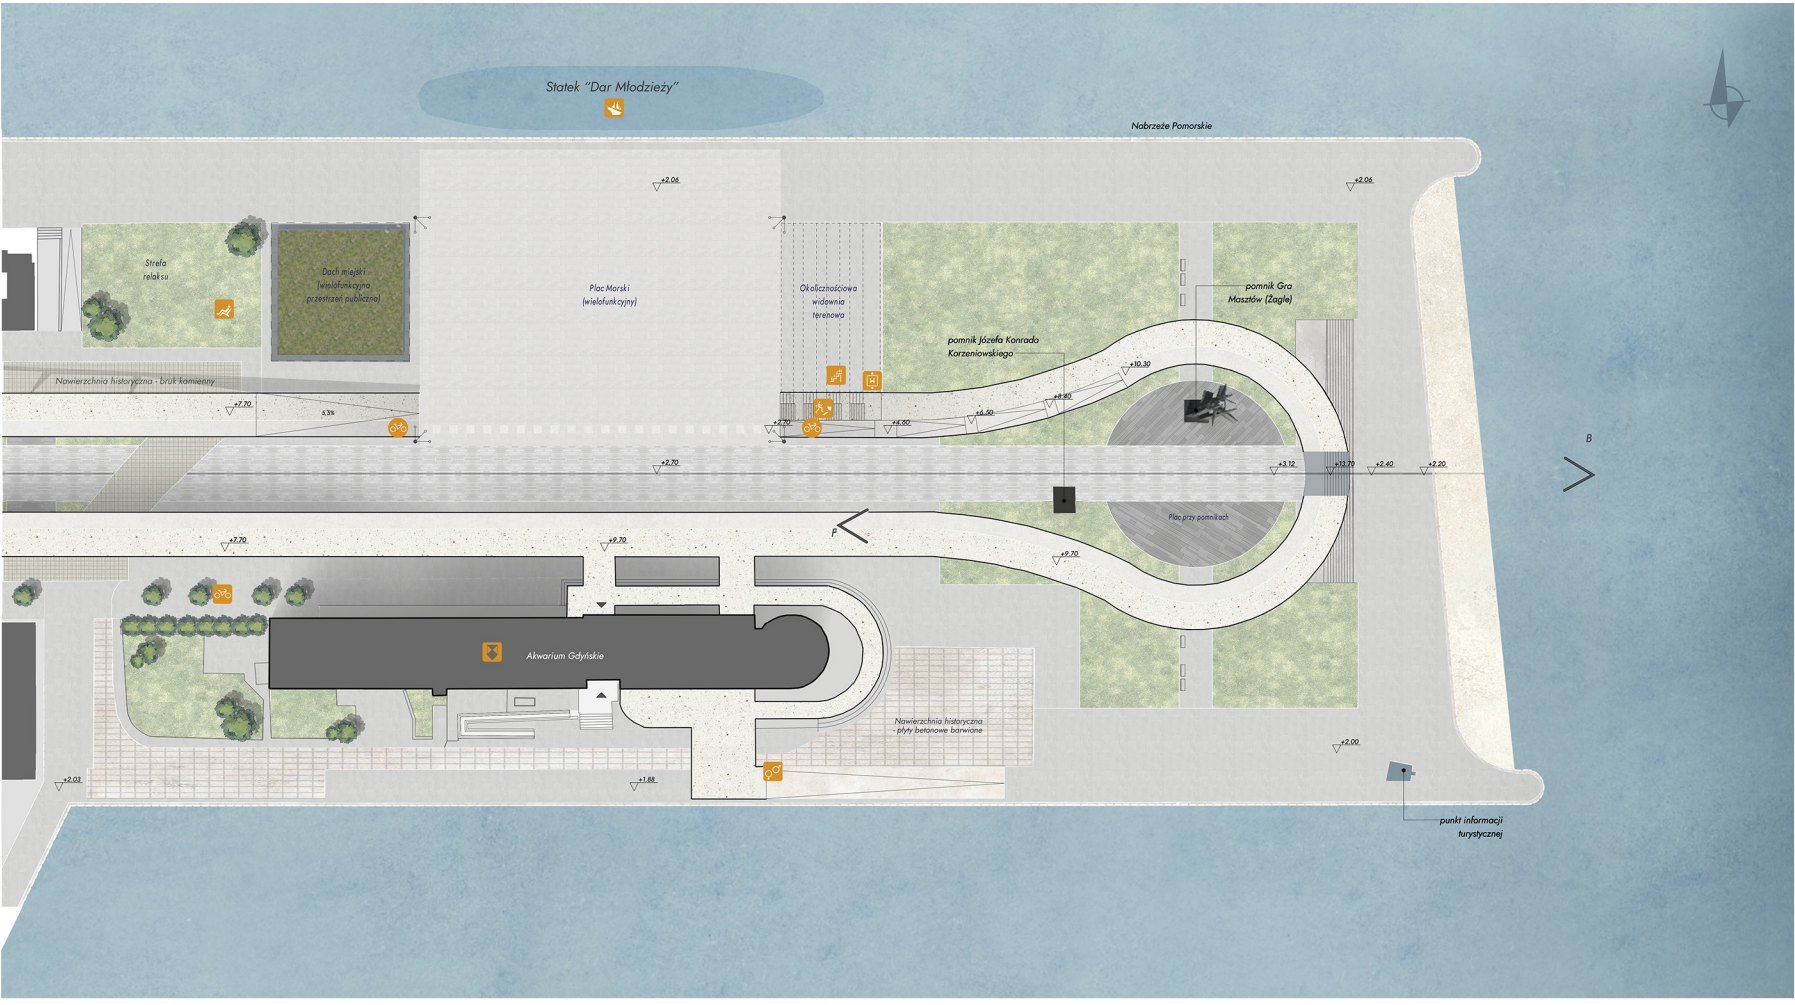 Statek "Dar Młodzieży"
Nabrzeże Pomorskie
+2.06
+2.06
Strefa
relaksu
Dach miejski
(wielofunkcyjna
przestrzeń publiczna)
Plac Morski
(wielofunkcyjny)
Okolicznościowa
widownia
terenowa
pomnik Gra
Masztów (Żagle)
pomnik Józefa Konrada
Korzeniowskiego
+10.30
Nawierzchnia historyczna - bruk kamienny
+7.70
5,3%
+8.40
+6.50
+2.70
+4.60
B
+2.70
+3.12
+13.70
+2.40
+2.20
Plac przy pomnikach
F
+7.70
+9.70
+9.70
Akwarium Gdyńskie
Nawierzchnia historyczna
- płyty betonowe barwione
+2.00
+2.03
+1.88
punkt informacji
turystycznej